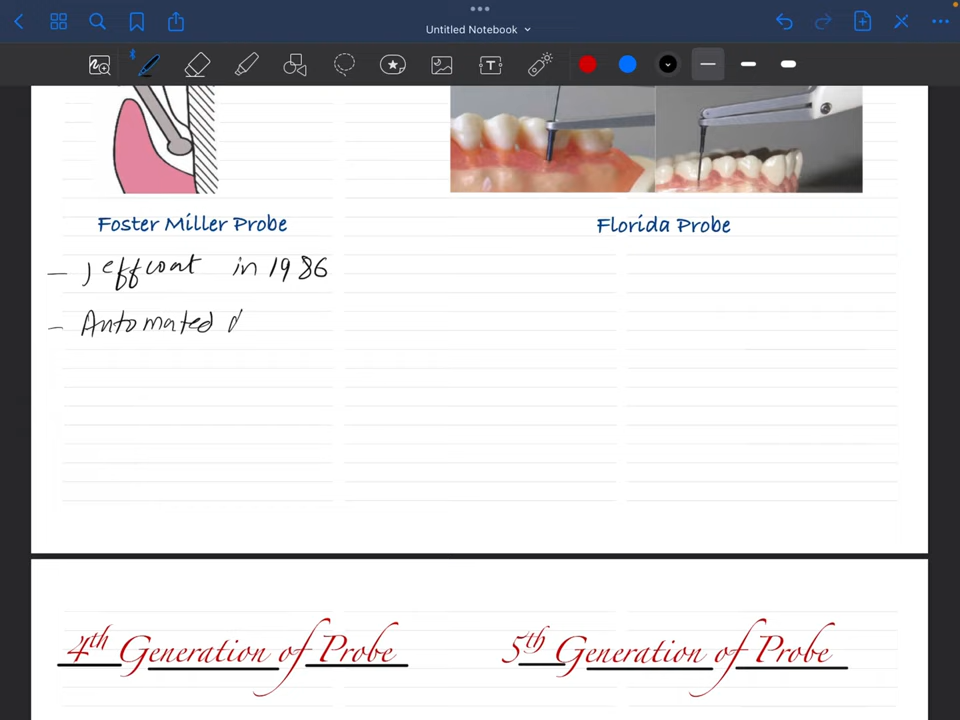 Untitled Notebook
Foster Miller Probe
Florida Probe
- Jeffcoat in 1986
- Automated
4th Generation of Probe
5th Generation of Probe